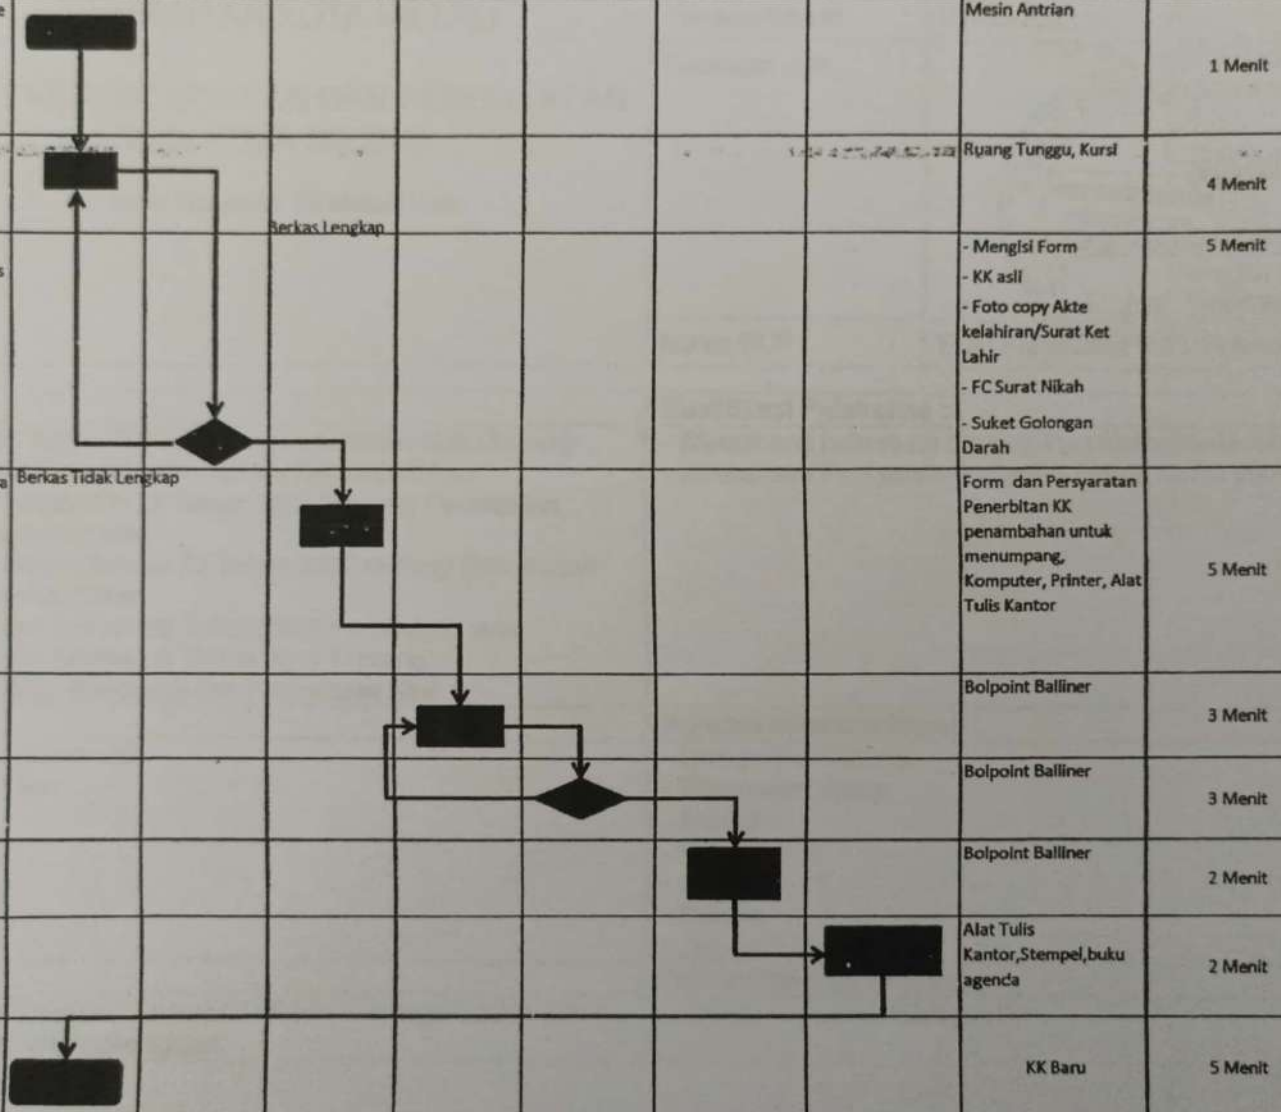 Mesin Antrian
1 Menit
Ruang Tunggu, Kursi
4 Menit
Berkas Lengkap
- Mengisi Form
5 Menit
- KK asli
- Foto copy Akte
kelahiran/Surat Ket
Lahir
- FC Surat Nikah
- Suket Golongan
Darah
Berkas Tidak Lengkap
Form dan Persyaratan
Penerbitan KK
penambahan untuk
menumpang,
Komputer, Printer, Alat
Tulis Kantor
5 Menit
Bolpoint Balliner
3 Menit
Bolpoint Balliner
3 Menit
Bolpoint Balliner
2 Menit
Alat Tulis
Kantor,Stempel,buku
agenda
2 Menit
KK Baru
5 Menit